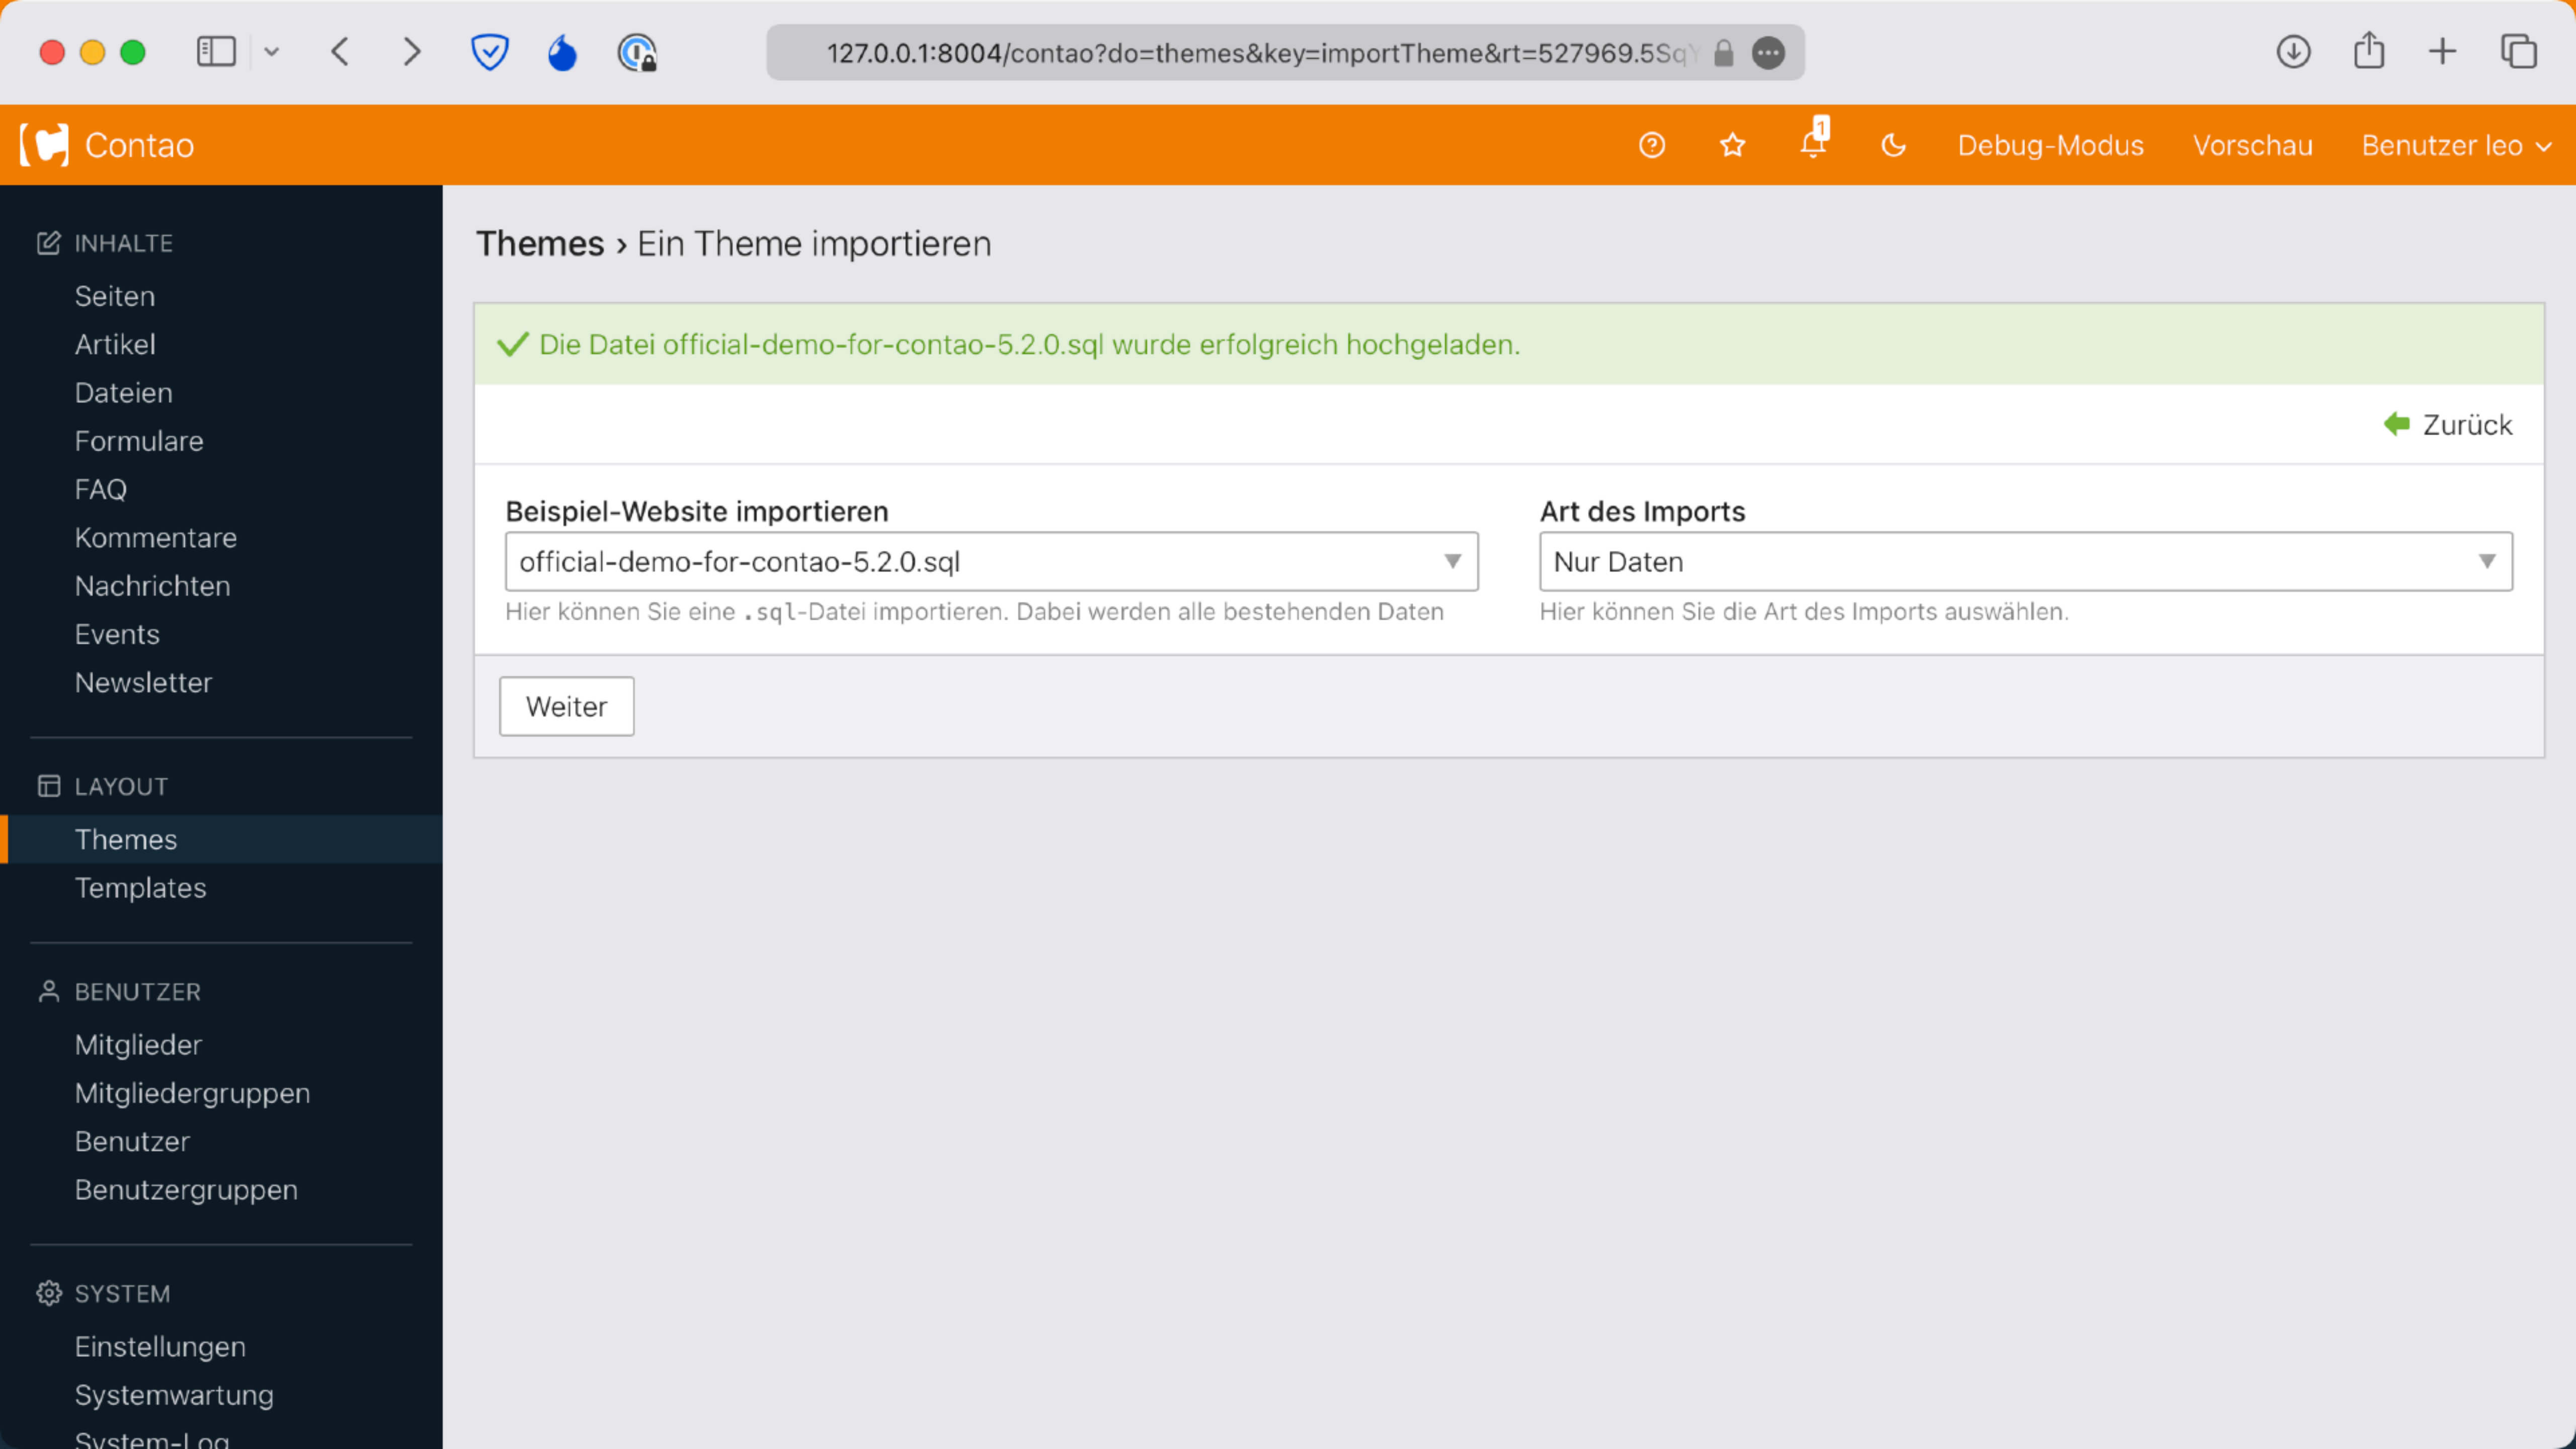 127.0.0.1:8004/contao?do=themes&key=importTheme&rt=527969.5SqY
Contao
1
Debug-Modus
Vorschau
Benutzer leo
INHALTE
Seiten
Artikel
Dateien
Formulare
FAQ
Kommentare
Nachrichten
Events
Newsletter
LAYOUT
Themes
Templates
BENUTZER
Mitglieder
Mitgliedergruppen
Benutzer
Benutzergruppen
SYSTEM
Einstellungen
Systemwartung
System-Log
Themes › Ein Theme importieren
Die Datei official-demo-for-contao-5.2.0.sql wurde erfolgreich hochgeladen.
Zurück
Beispiel-Website importieren
official-demo-for-contao-5.2.0.sql
Hier können Sie eine .sql-Datei importieren. Dabei werden alle bestehenden Daten
Art des Imports
Nur Daten
Hier können Sie die Art des Imports auswählen.
Weiter